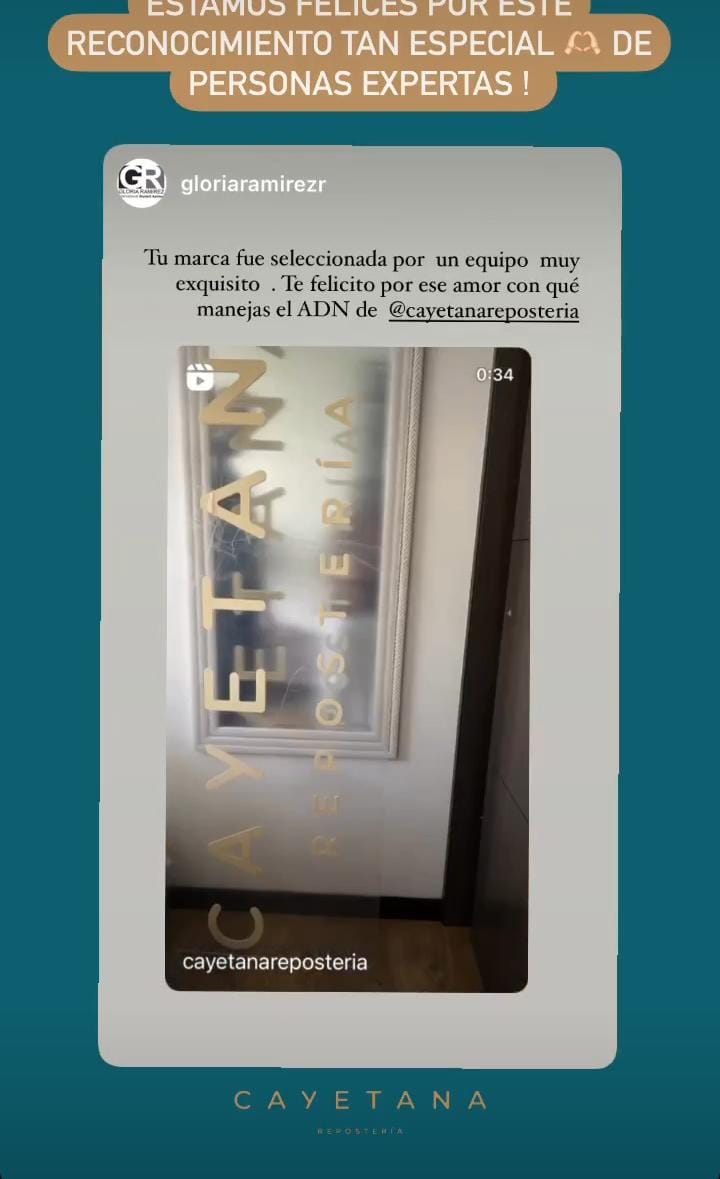 ESTAMOS FELICES POR ESTE
RECONOCIMIENTO TAN ESPECIAL 🫶🏻 DE
PERSONAS EXPERTAS !
GR
GLORIA RAMIREZ
gloriaramirezr
Tu marca fue seleccionada por un equipo muy
exquisito . Te felicito por ese amor con qué
manejas el ADN de @cayetanareposteria
0:34
CAYETANA
REPOSTERÍA
cayetanareposteria
CAYETANA
REPOSTERÍA